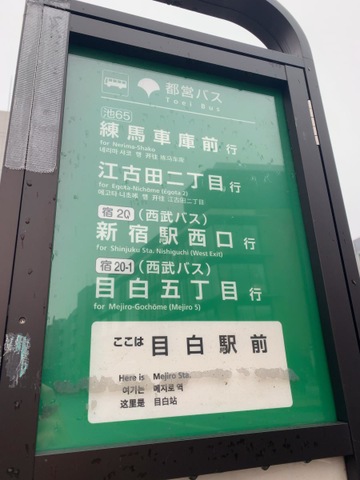 都営バス
Toei Bus
池65
練馬車庫前 行
for Nerima-Shako
江古田二丁目 行
for Egota-Nichōme (Egota 2)
宿20 (西武バス)
新宿駅西口 行
for Shinjuku Sta. Nishiguchi (West Exit)
宿20-1 (西武バス)
目白五丁目 行
for Mejiro-Gochōme (Mejiro 5)
ここは 目白駅前
Here is Mejiro Sta.
여기는 메지로 역
这里是 目白站